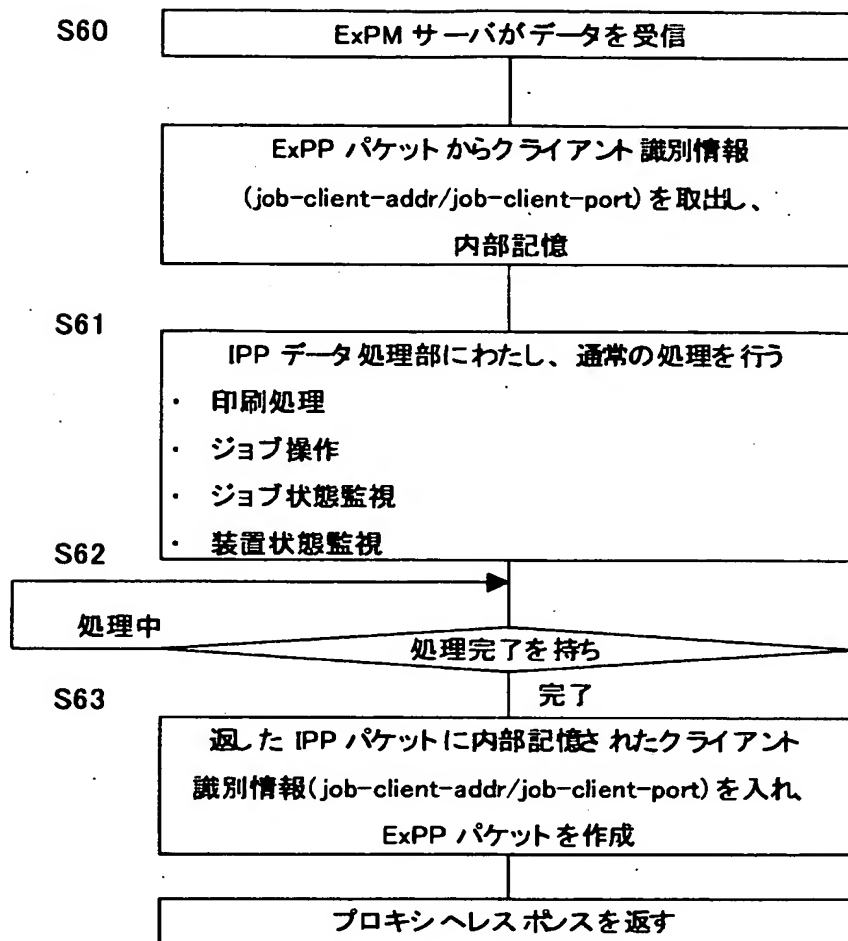 S60
ExPM サーバがデータを受信
ExPP パケットからクライアント識別情報
(job-client-addr/job-client-port)を取出し、
内部記憶
S61
IPP データ処理部にわたし、通常の処理を行う
・ 印刷処理
・ ジョブ操作
・ ジョブ状態監視
・ 装置状態監視
S62
処理中
処理完了を持ち
完了
S63
返した IPP パケットに内部記憶されたクライアント
識別情報(job-client-addr/job-client-port)を入れ、
ExPP パケットを作成
プロキシへレスポンスを返す